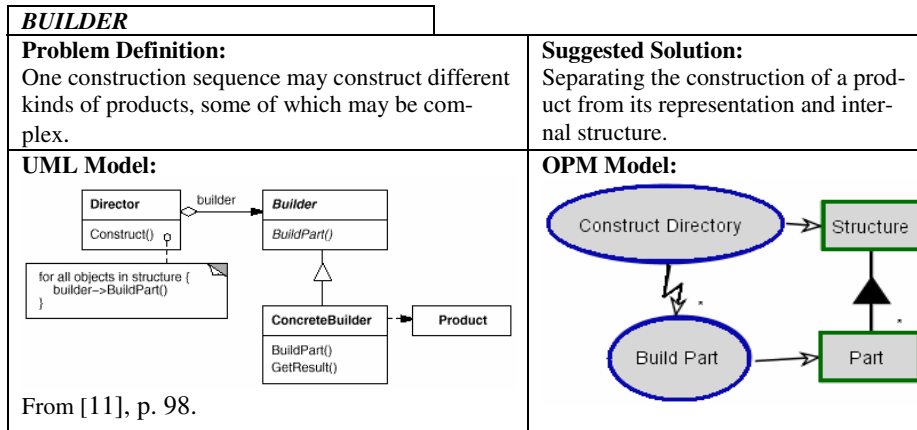 BUILDER
Problem Definition:
One construction sequence may construct different
kinds of products, some of which may be com-
plex.
Suggested Solution:
Separating the construction of a prod-
uct from its representation and inter-
nal structure.
UML Model:
Director
Construct()
builder
Builder
BuildPart()
for all objects in structure {
builder->BuildPart()
}
ConcreteBuilder
BuildPart()
GetResult()
Product
From [11], p. 98.
OPM Model:
Construct Directory
Structure
*
*
Build Part
Part